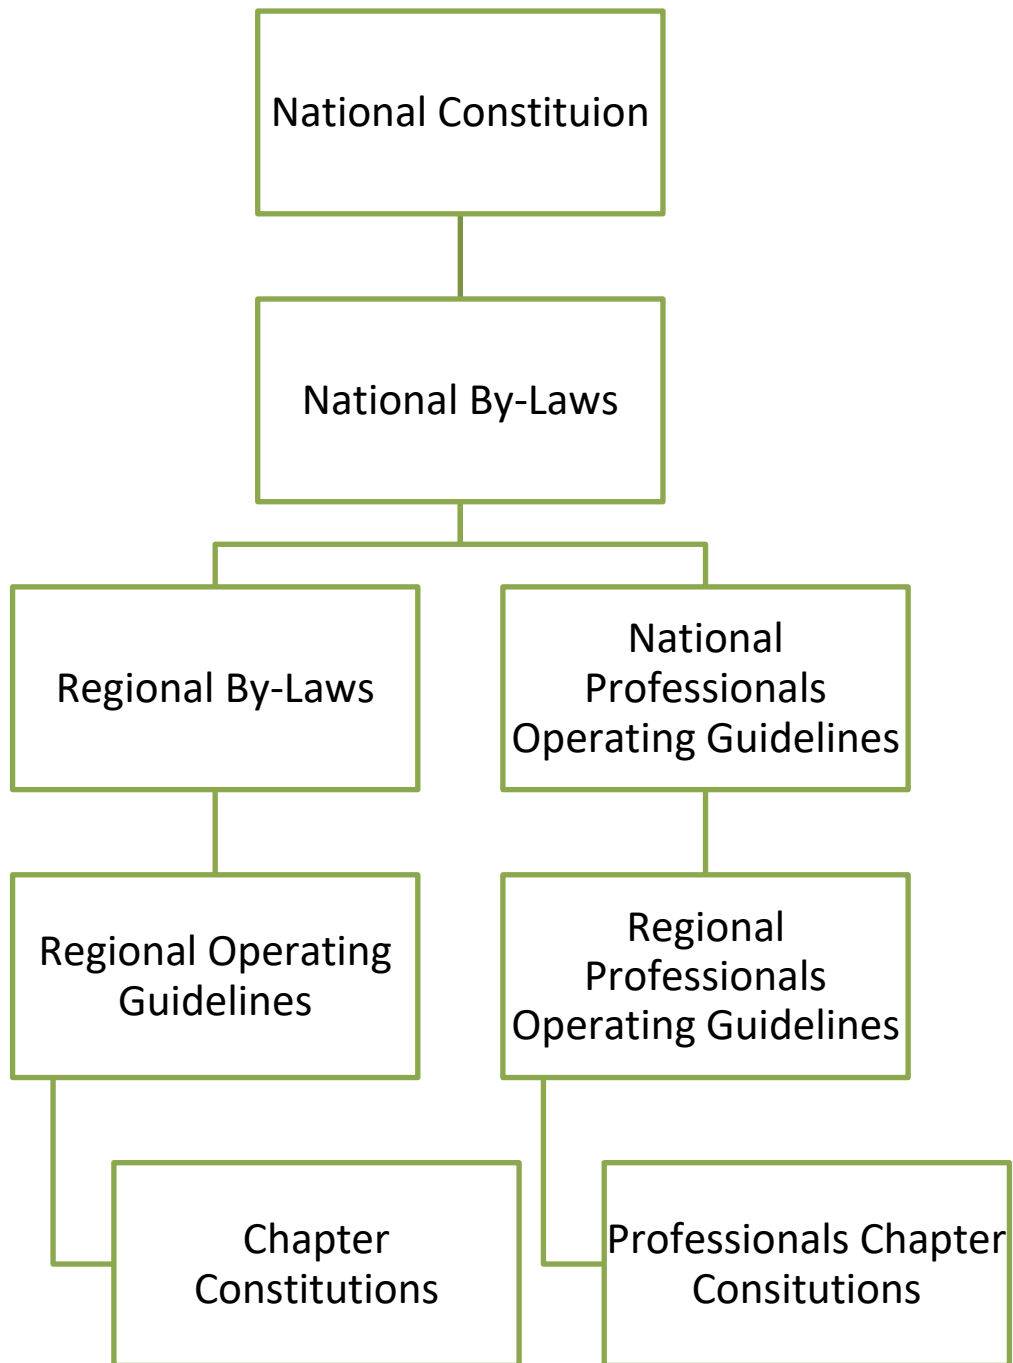 National Constituion
National By-Laws
Regional By-Laws
National
Professionals
Operating Guidelines
Regional Operating
Guidelines
Regional
Professionals
Operating Guidelines
Chapter
Constitutions
Professionals Chapter
Consitutions